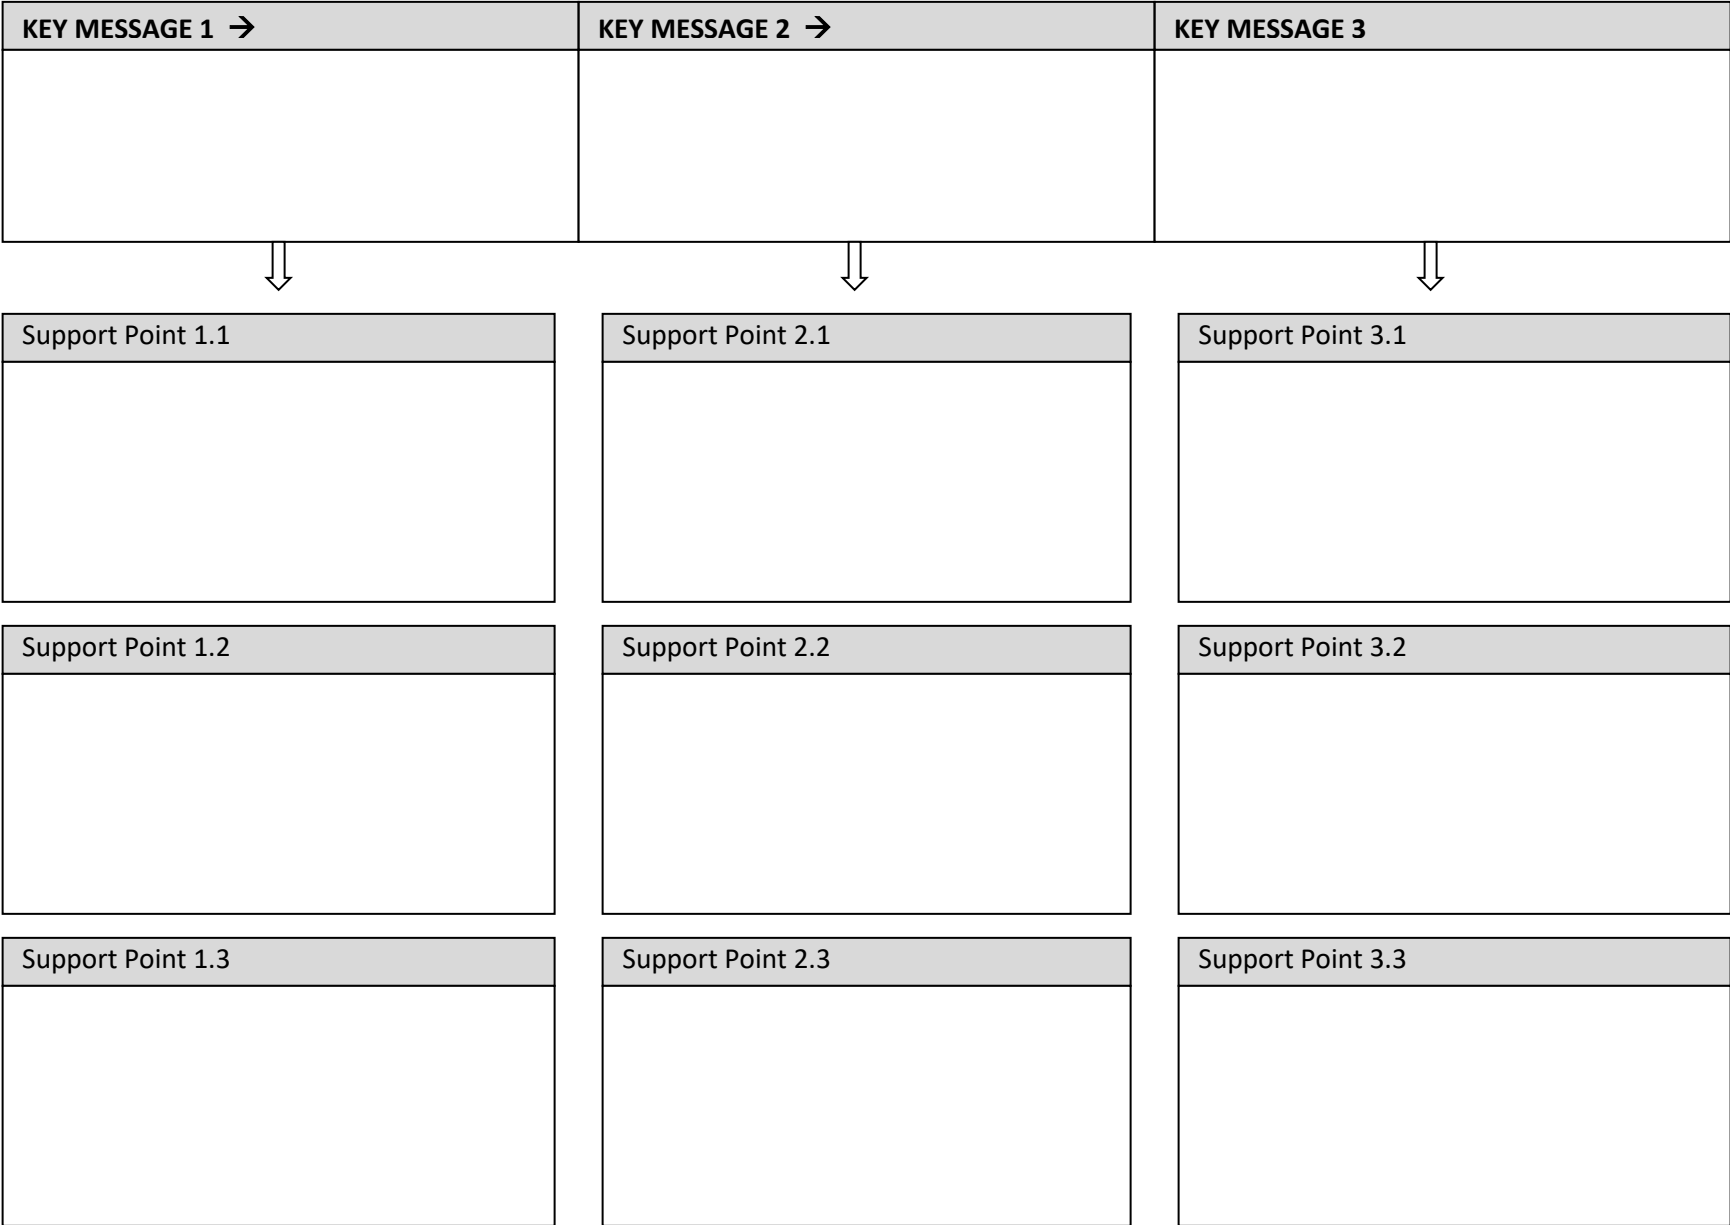 KEY MESSAGE 1 →
KEY MESSAGE 2 →
KEY MESSAGE 3
Support Point 1.1
Support Point 2.1
Support Point 3.1
Support Point 1.2
Support Point 2.2
Support Point 3.2
Support Point 1.3
Support Point 2.3
Support Point 3.3